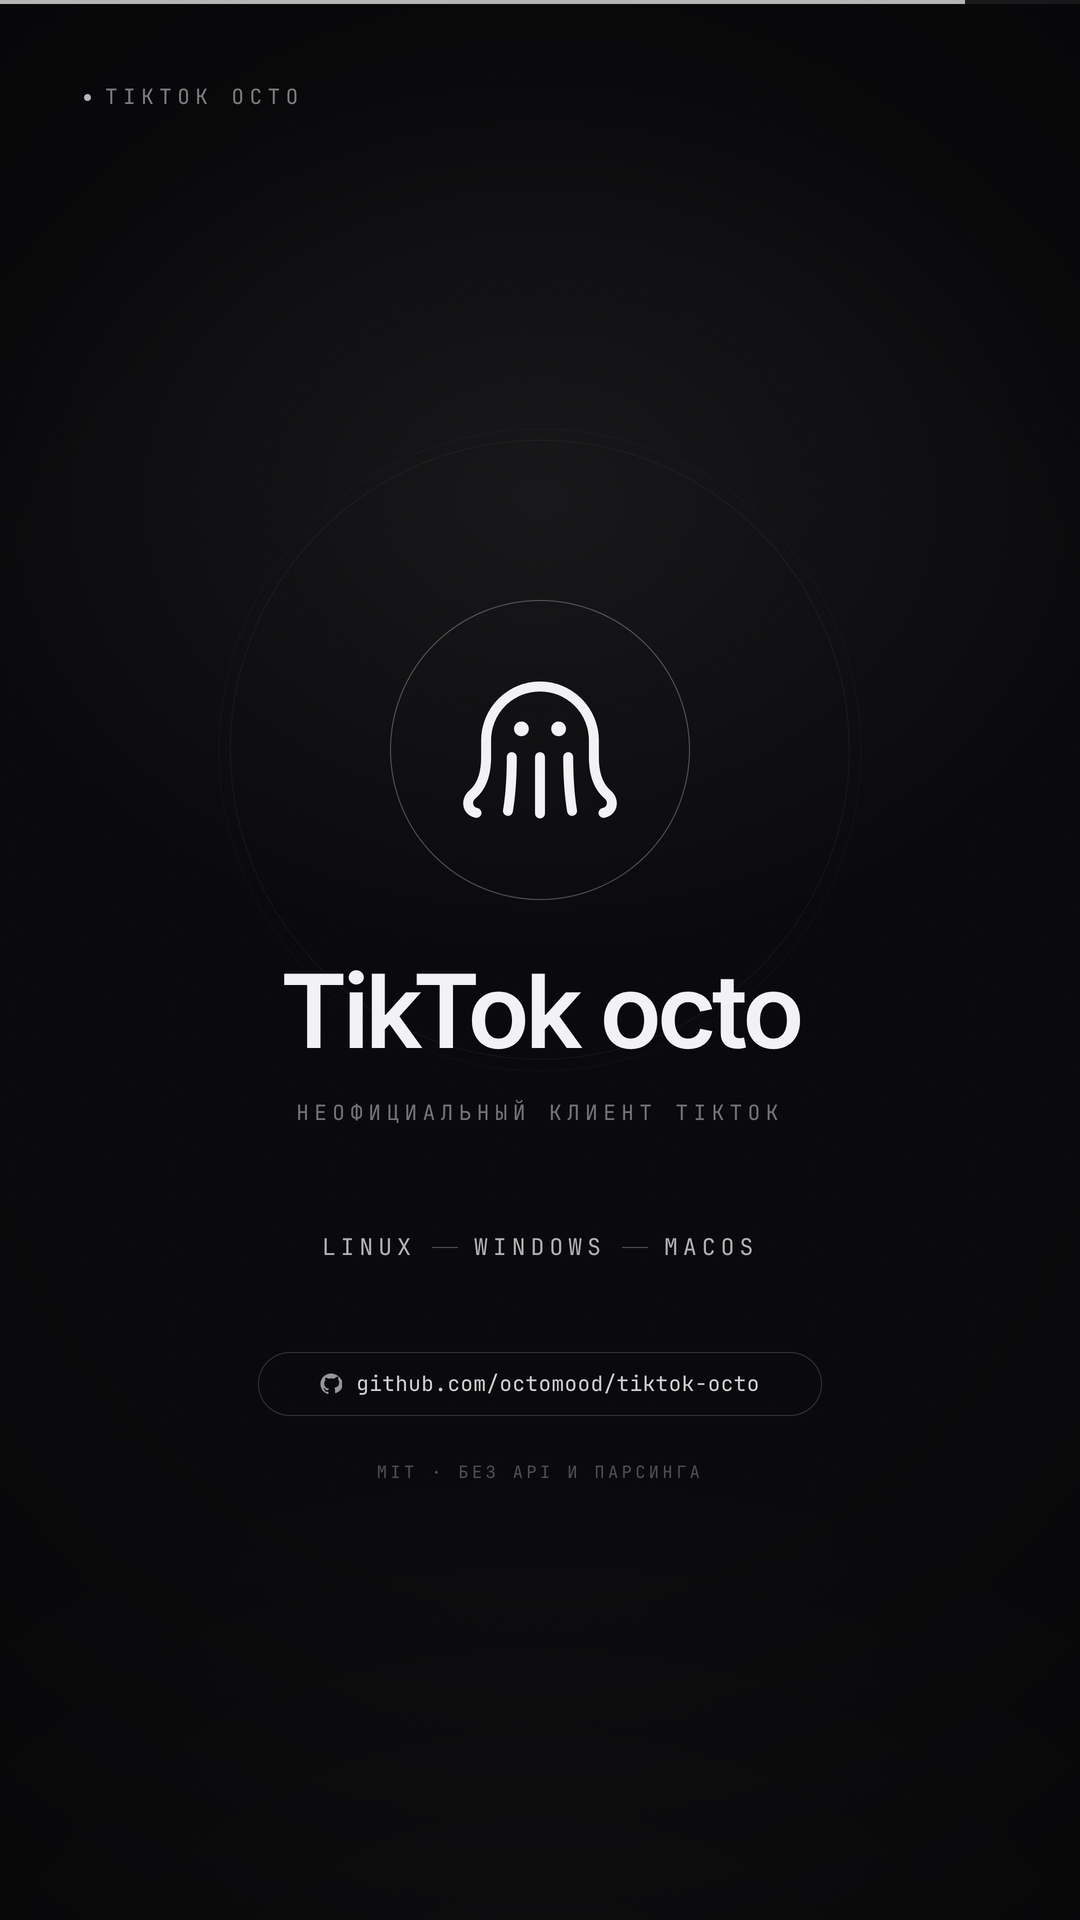 • TIKTOK OCTO
TikTok octo
НЕОФИЦИАЛЬНЫЙ КЛИЕНТ TIKTOK
LINUX — WINDOWS — MACOS
github.com/octomood/tiktok-octo
MIT · БЕЗ API И ПАРСИНГА